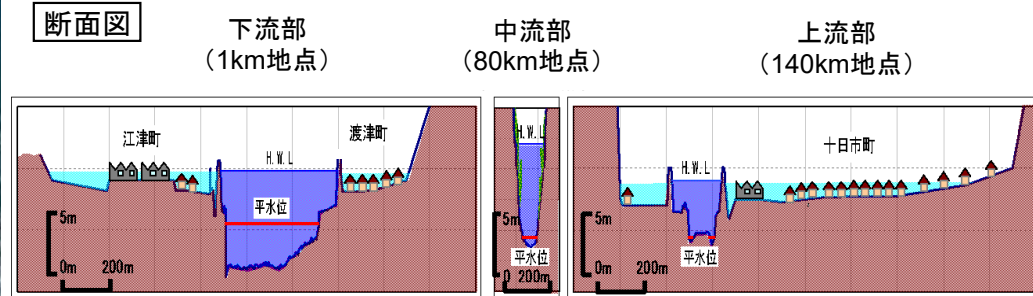 断面図
下流部
(1km地点)
中流部
(80km地点)
上流部
(140km地点)
江津町
渡津町
H.W.L
平水位
5m
0m 200m
H.W.L
5m
平水位
0 200m
十日市町
H.W.L
5m
平水位
0m 200m